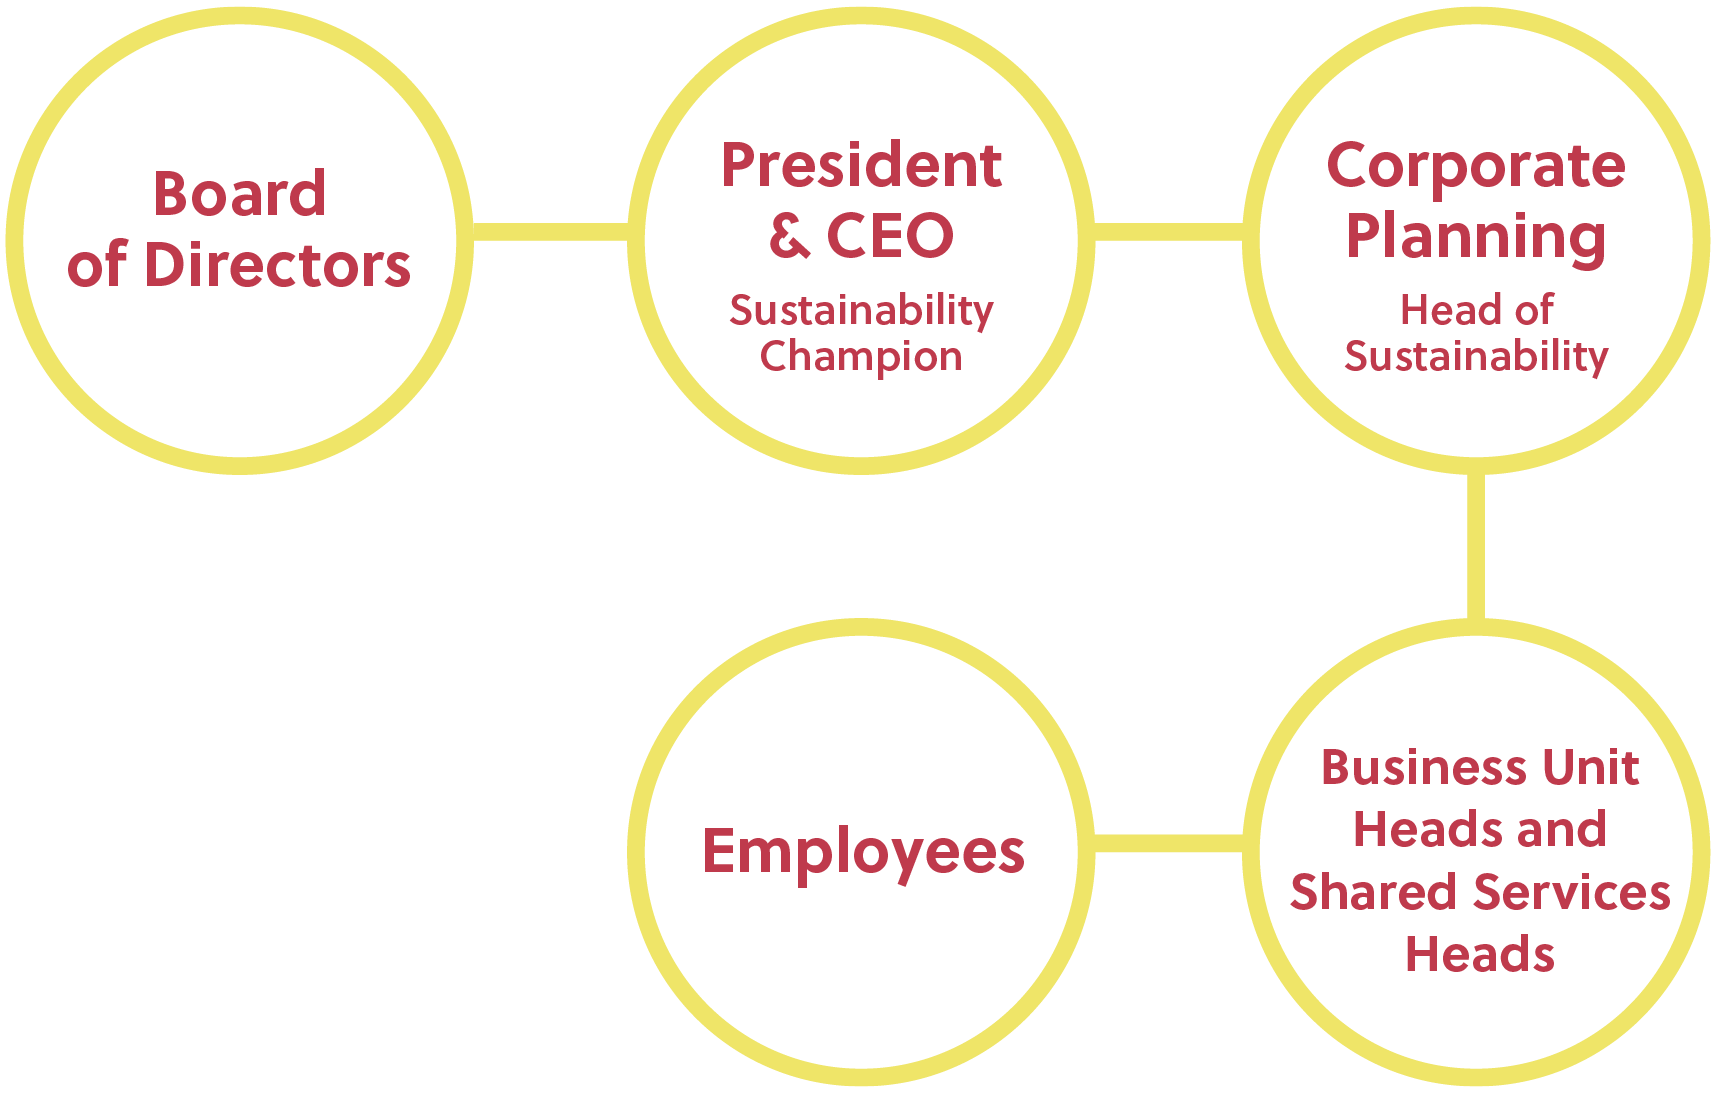 Board
of Directors
President
& CEO
Sustainability
Champion
Corporate
Planning
Head of
Sustainability
Employees
Business Unit
Heads and
Shared Services
Heads